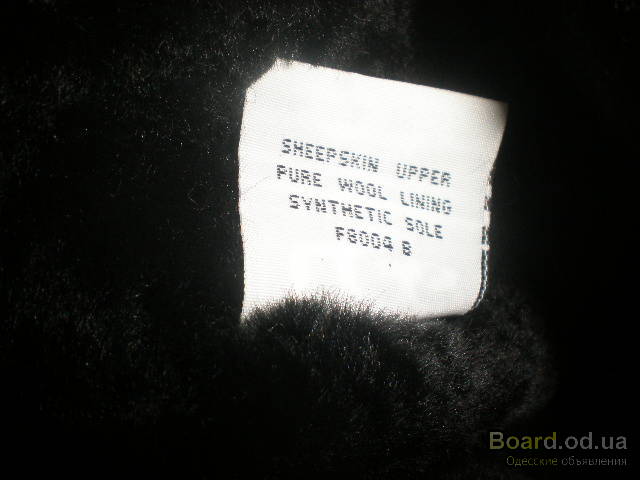 SHEEPSKIN UPPER
PURE WOOL LINING
SYNTHETIC SOLE
F8004 B
Board.od.ua
Одесские объявления